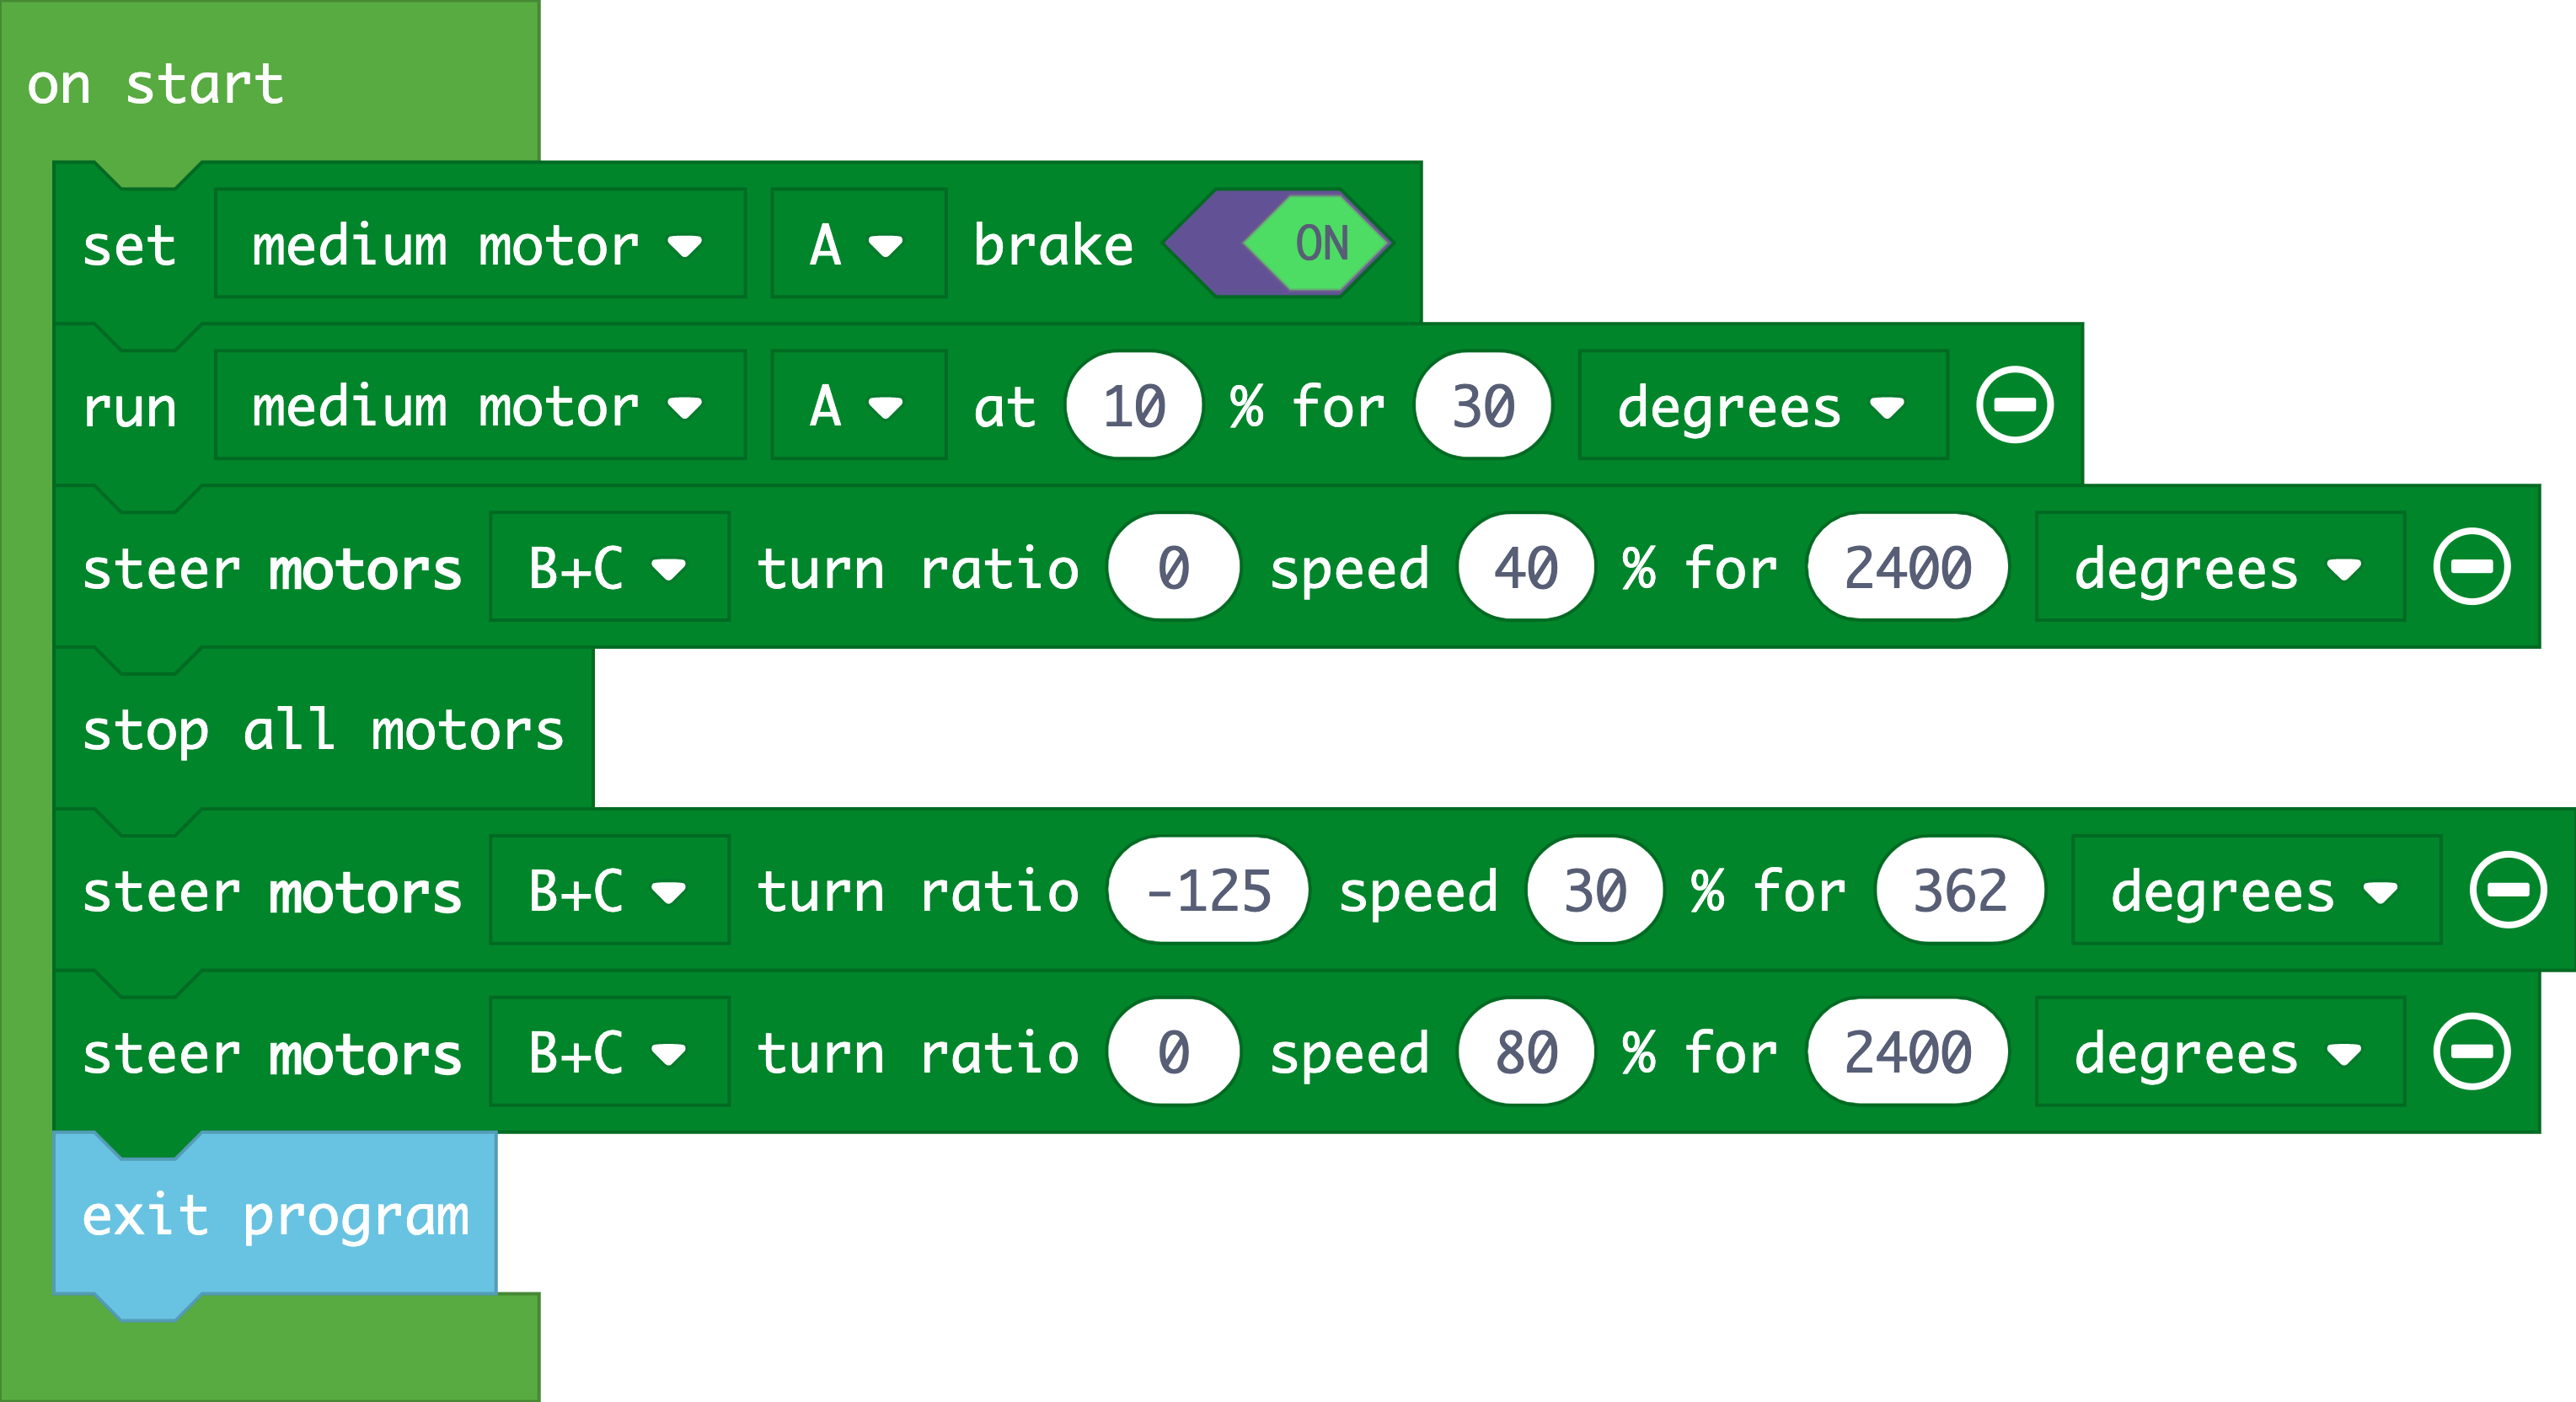 on start
set medium motor A brake ON
run medium motor A at 10 % for 30 degrees
steer motors B+C turn ratio 0 speed 40 % for 2400 degrees
stop all motors
steer motors B+C turn ratio -125 speed 30 % for 362 degrees
steer motors B+C turn ratio 0 speed 80 % for 2400 degrees
exit program